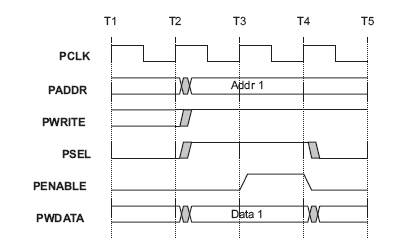 T1 T2 T3 T4 T5
PCLK
PADDR Addr 1
PWRITE
PSEL
PENABLE
PWDATA Data 1